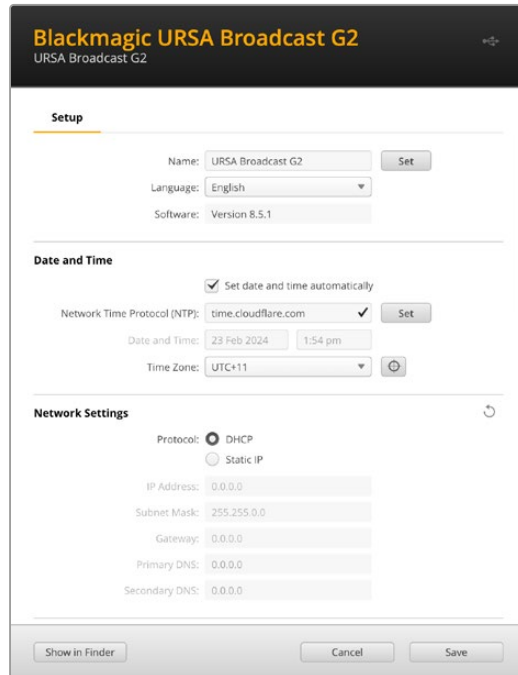 Blackmagic URSA Broadcast G2
URSA Broadcast G2
Setup
Name: URSA Broadcast G2 Set
Language: English
Software: Version 8.5.1
Date and Time
Set date and time automatically
Network Time Protocol (NTP): time.cloudflare.com Set
Date and Time: 23 Feb 2024 1:54 pm
Time Zone: UTC+11
Network Settings
Protocol: DHCP
Static IP
IP Address: 0.0.0.0
Subnet Mask: 255.255.0.0
Gateway: 0.0.0.0
Primary DNS: 0.0.0.0
Secondary DNS: 0.0.0.0
Show in Finder Cancel Save